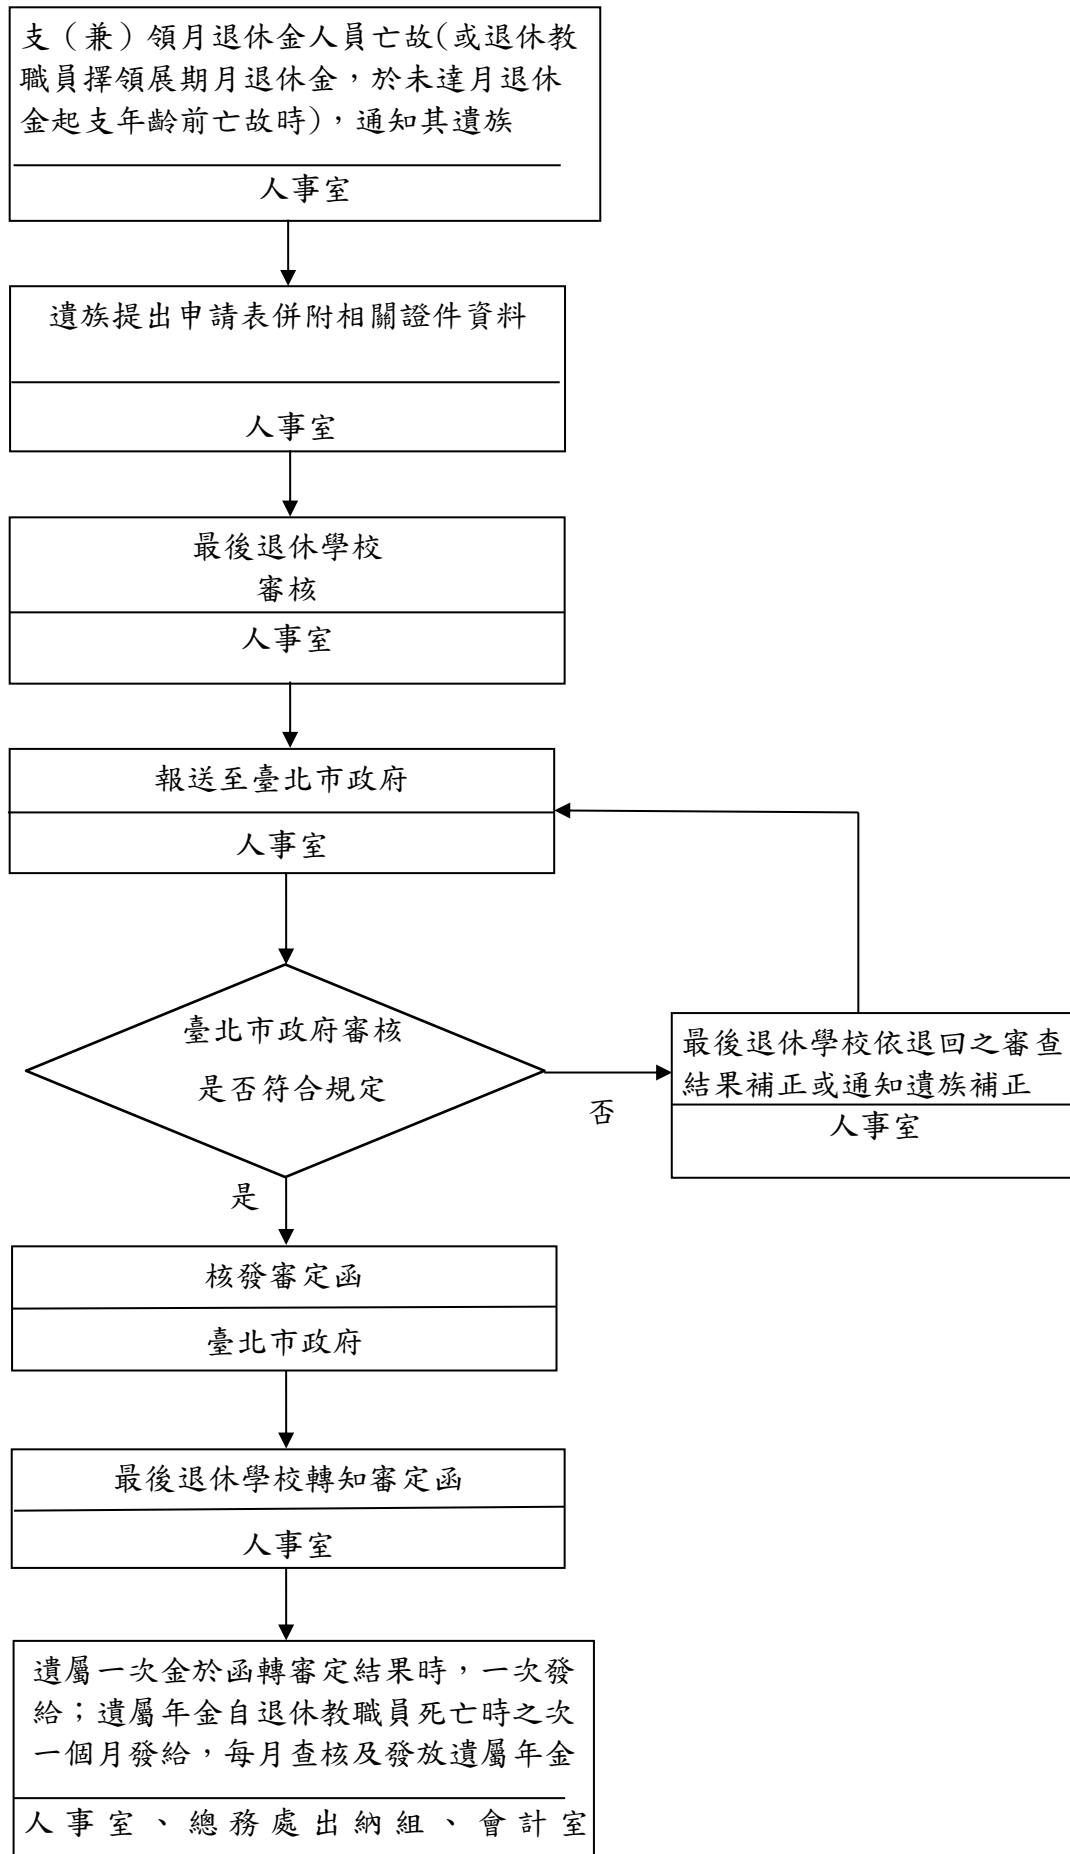 支（兼）領月退休金人員亡故(或退休教
職員擇領展期月退休金，於未達月退休
金起支年齡前亡故時)，通知其遺族
人事室
遺族提出申請表併附相關證件資料
人事室
最後退休學校
審核
人事室
報送至臺北市政府
人事室
臺北市政府審核
是否符合規定
否
最後退休學校依退回之審查
結果補正或通知遺族補正
人事室
是
核發審定函
臺北市政府
最後退休學校轉知審定函
人事室
遺屬一次金於函轉審定結果時，一次發
給；遺屬年金自退休教職員死亡時之次
一個月發給，每月查核及發放遺屬年金
人事室、總務處出納組、會計室